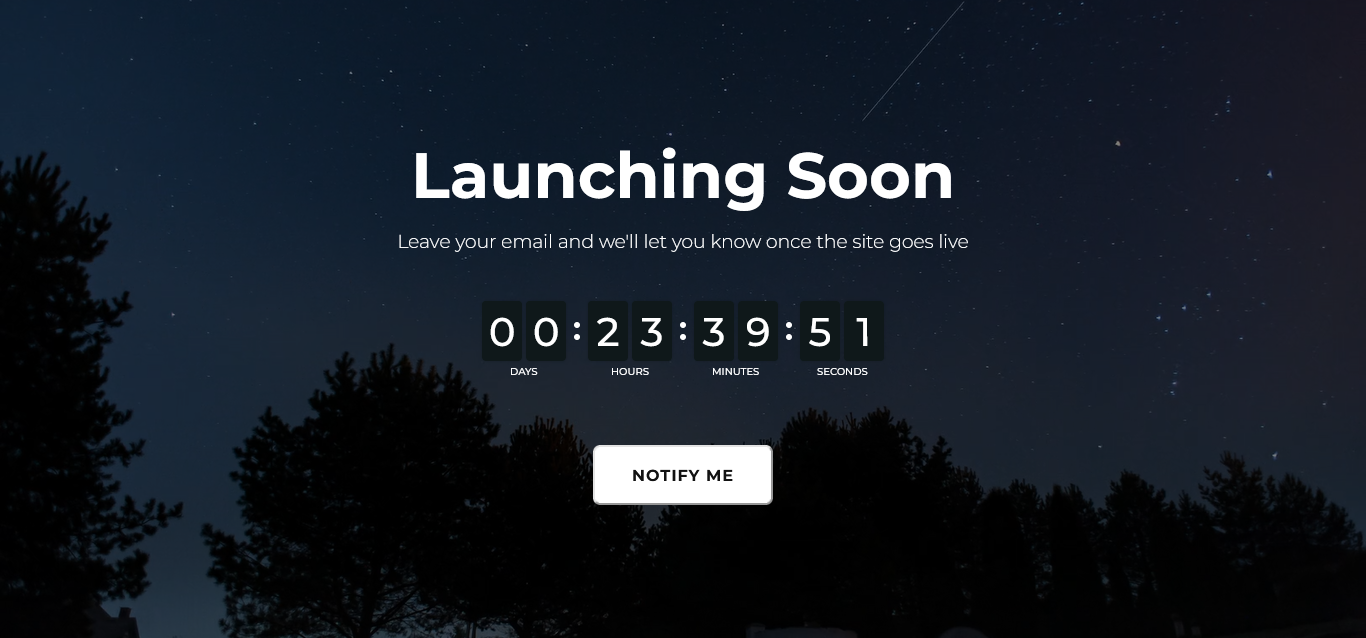 Launching Soon
Leave your email and we'll let you know once the site goes live
00:23:39:51
DAYS HOURS MINUTES SECONDS
NOTIFY ME